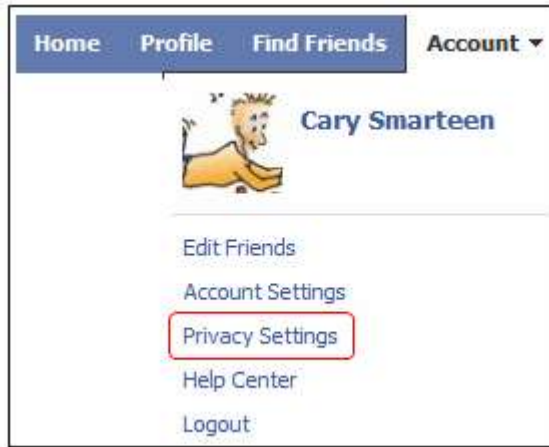 Home Profile Find Friends Account
Cary Smarteen
Edit Friends
Account Settings
Privacy Settings
Help Center
Logout